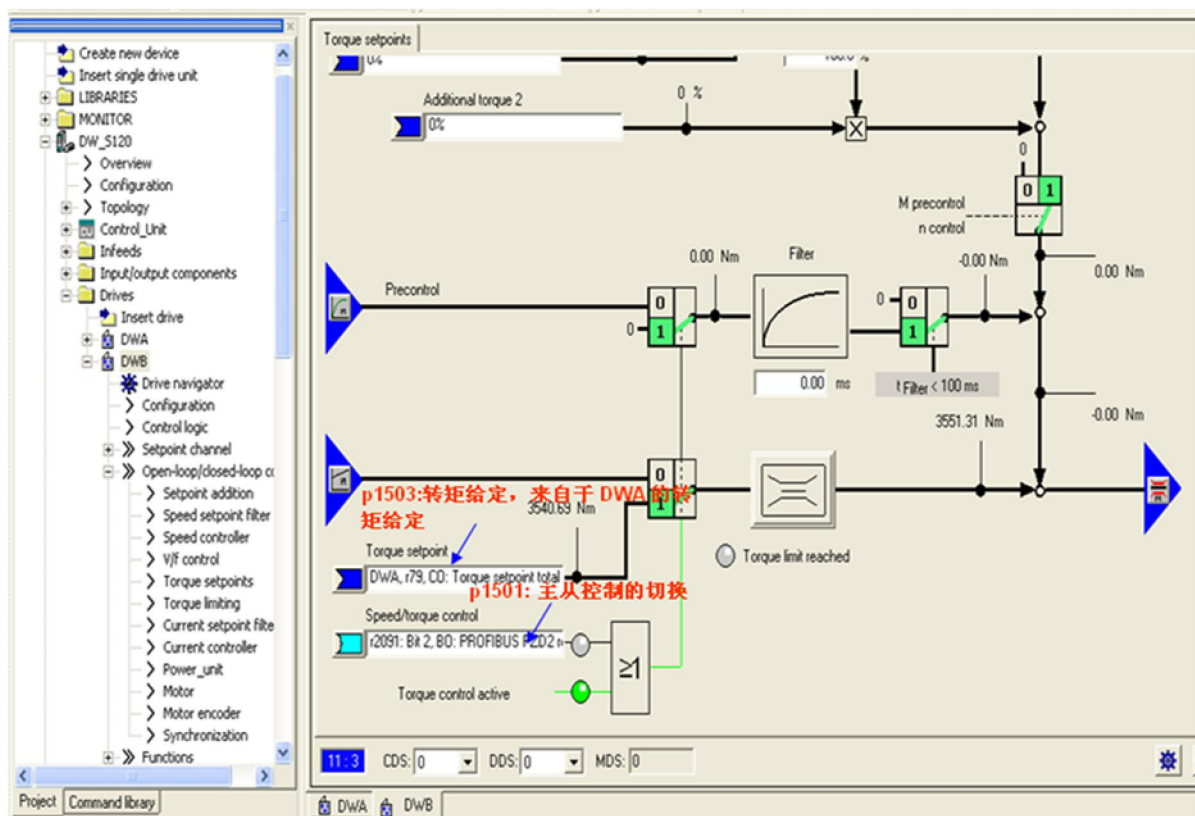 Create new device
Insert single drive unit
LIBRARIES
MONITOR
DW_S120
Overview
Configuration
Topology
Control_Unit
Infeeds
Input/output components
Drives
Insert drive
DWA
DWB
Drive navigator
Configuration
Control logic
Setpoint channel
Open-loop/closed-loop co
Setpoint addition
Speed setpoint filter
Speed controller
V/f control
Torque setpoints
Torque limiting
Current setpoint filte
Current controller
Power_unit
Motor
Motor encoder
Synchronization
Functions
Project
Command library
Torque setpoints
0%
100.0 %
Additional torque 2
0 %
0%
X
0
0 1
M precontrol
n control
0.00 Nm
Filter
-0.00 Nm
0.00 Nm
Precontrol
0
0
0
1
0
1
0.00 ms
t Filter < 100 ms
3551.31 Nm
-0.00 Nm
0
1
p1503:转矩给定，来自于 DWA 的转
矩给定
3540.69 Nm
Torque setpoint
Torque limit reached
DWA, r79, CO: Torque setpoint total
p1501: 主从控制的切换
Speed/torque control
r2091: Bit 2, BO: PROFIBUS PZD2 r
≥1
Torque control active
11 : 3
CDS: 0
DDS: 0
MDS: 0
DWA
DWB